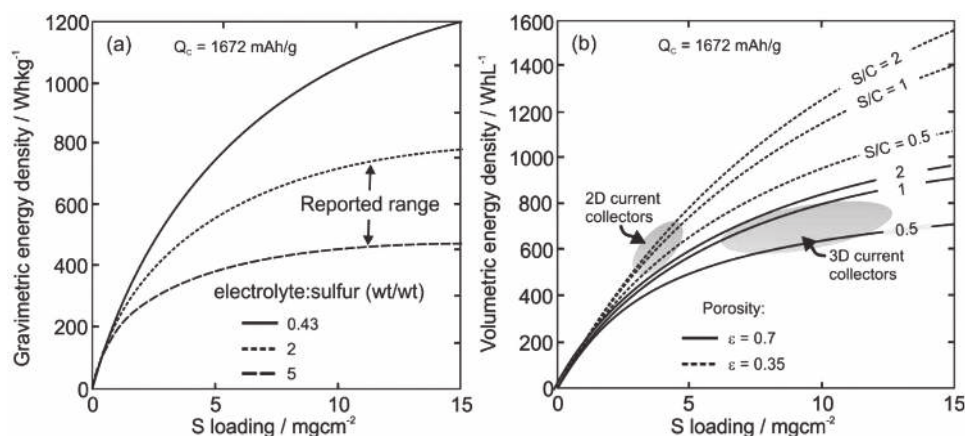 (a)
Q_c = 1672 mAh/g
Gravimetric energy density / Whkg⁻¹
1200
1000
800
600
400
200
0
Reported range
electrolyte:sulfur (wt/wt)
0.43
2
5
0
5
10
15
S loading / mgcm⁻²
(b)
Q_c = 1672 mAh/g
Volumetric energy density / WhL⁻¹
1600
1400
1200
1000
800
600
400
200
0
S/C = 2
S/C = 1
S/C = 0.5
2
1
0.5
2D current
collectors
3D current
collectors
Porosity:
ε = 0.7
ε = 0.35
0
5
10
15
S loading / mgcm⁻²